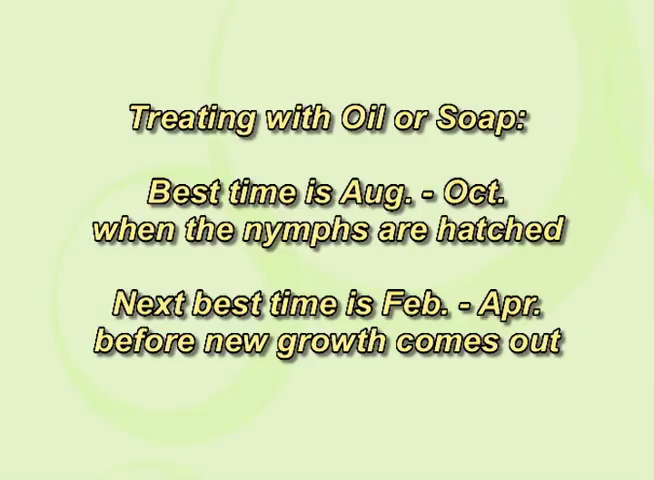 Treating with Oil or Soap:
Best time is Aug. - Oct.
when the nymphs are hatched
Next best time is Feb. - Apr.
before new growth comes out